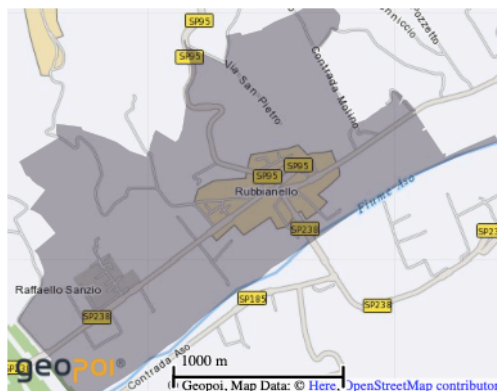 SP95
Pozzetto
SP95
Via San Pietro
Contrada Molino
SP95
SP95
Rubbianello
Fiume Aso
SP238
Raffaello Sanzio
SP185
SP238
SP238
Contrada Aso
geopoi®
1000 m
Geopoi, Map Data: © Here, OpenStreetMap contributor